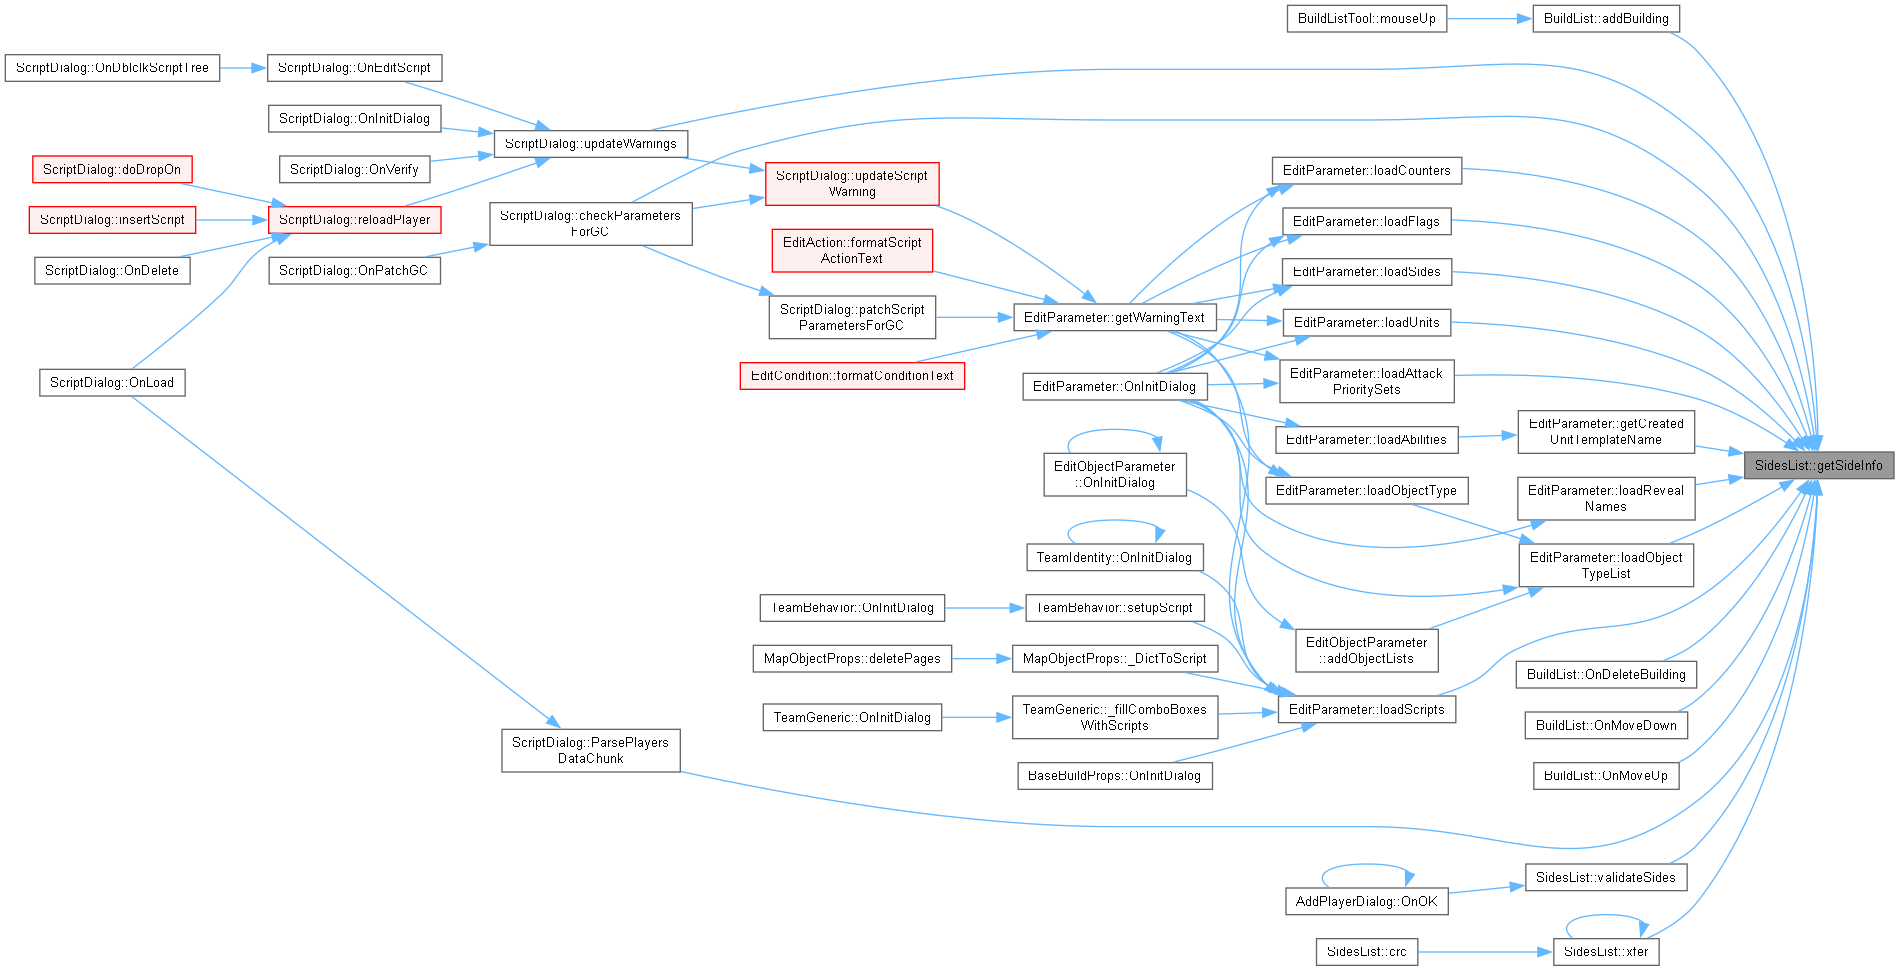 BuildListTool::mouseUp
BuildList::addBuilding
ScriptDialog::OnDblclkScriptTree
ScriptDialog::OnEditScript
ScriptDialog::OnInitDialog
ScriptDialog::updateWarnings
ScriptDialog::OnVerify
ScriptDialog::doDropOn
ScriptDialog::updateScript
Warning
EditParameter::loadCounters
ScriptDialog::insertScript
ScriptDialog::reloadPlayer
ScriptDialog::checkParameters
ForGC
EditParameter::loadFlags
EditAction::formatScript
ActionText
ScriptDialog::OnDelete
ScriptDialog::OnPatchGC
EditParameter::loadSides
ScriptDialog::patchScript
ParametersForGC
EditParameter::getWarningText
EditParameter::loadUnits
ScriptDialog::OnLoad
EditCondition::formatConditionText
EditParameter::OnInitDialog
EditParameter::loadAttack
PrioritySets
EditParameter::loadAbilities
EditParameter::getCreated
UnitTemplateName
SidesList::getSideInfo
EditObjectParameter
::OnInitDialog
EditParameter::loadObjectType
EditParameter::loadReveal
Names
TeamIdentity::OnInitDialog
EditParameter::loadObject
TypeList
TeamBehavior::OnInitDialog
TeamBehavior::setupScript
EditObjectParameter
::addObjectLists
MapObjectProps::deletePages
MapObjectProps::_DictToScript
BuildList::OnDeleteBuilding
TeamGeneric::OnInitDialog
TeamGeneric::_fillComboBoxes
WithScripts
EditParameter::loadScripts
BuildList::OnMoveDown
ScriptDialog::ParsePlayers
DataChunk
BaseBuildProps::OnInitDialog
BuildList::OnMoveUp
SidesList::validateSides
AddPlayerDialog::OnOK
SidesList::crc
SidesList::xfer